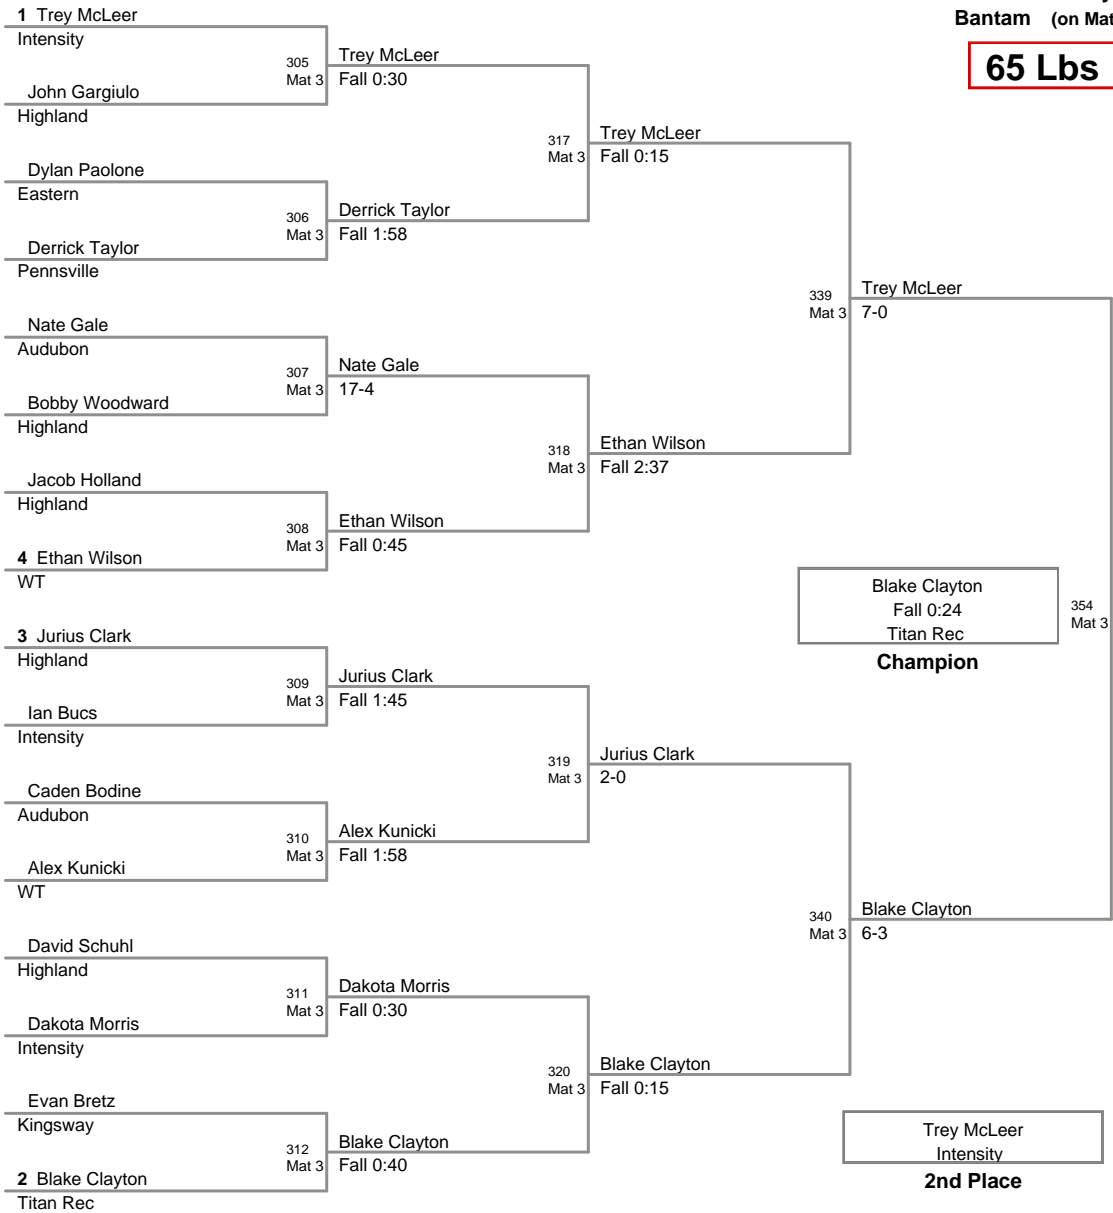 Bantam (on Mat
65 Lbs
1 Trey McLeer
Intensity
305
Mat 3
Trey McLeer
Fall 0:30
John Gargiulo
Highland
317
Mat 3
Trey McLeer
Fall 0:15
Dylan Paolone
Eastern
306
Mat 3
Derrick Taylor
Fall 1:58
Derrick Taylor
Pennsville
339
Mat 3
Trey McLeer
7-0
Nate Gale
Audubon
307
Mat 3
Nate Gale
17-4
Bobby Woodward
Highland
318
Mat 3
Ethan Wilson
Fall 2:37
Jacob Holland
Highland
308
Mat 3
Ethan Wilson
Fall 0:45
4 Ethan Wilson
WT
Blake Clayton
Fall 0:24
Titan Rec
Champion
354
Mat 3
3 Jurius Clark
Highland
309
Mat 3
Jurius Clark
Fall 1:45
Ian Bucs
Intensity
319
Mat 3
Jurius Clark
2-0
Caden Bodine
Audubon
310
Mat 3
Alex Kunicki
Fall 1:58
Alex Kunicki
WT
340
Mat 3
Blake Clayton
6-3
David Schuhl
Highland
311
Mat 3
Dakota Morris
Fall 0:30
Dakota Morris
Intensity
320
Mat 3
Blake Clayton
Fall 0:15
Evan Bretz
Kingsway
312
Mat 3
Blake Clayton
Fall 0:40
2 Blake Clayton
Titan Rec
Trey McLeer
Intensity
2nd Place